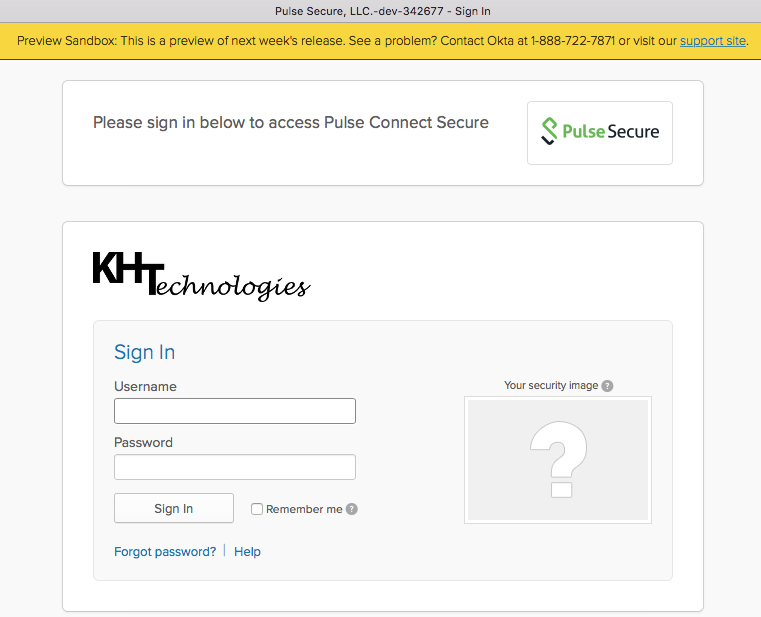 Pulse Secure, LLC.-dev-342677 - Sign In
Preview Sandbox: This is a preview of next week's release. See a problem? Contact Okta at 1-888-722-7871 or visit our support site.
Please sign in below to access Pulse Connect Secure
Pulse Secure
KHTechnologies
Sign In
Username
Your security image ?
Password
?
Sign In
Remember me ?
Forgot password? | Help